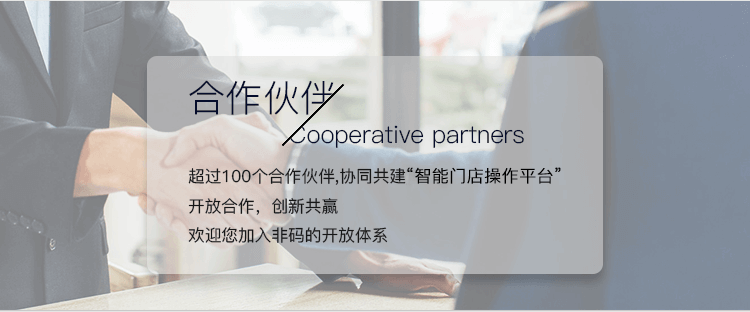 合作伙伴
Cooperative partners
超过100个合作伙伴,协同共建“智能门店操作平台”
开放合作，创新共赢
欢迎您加入非码的开放体系